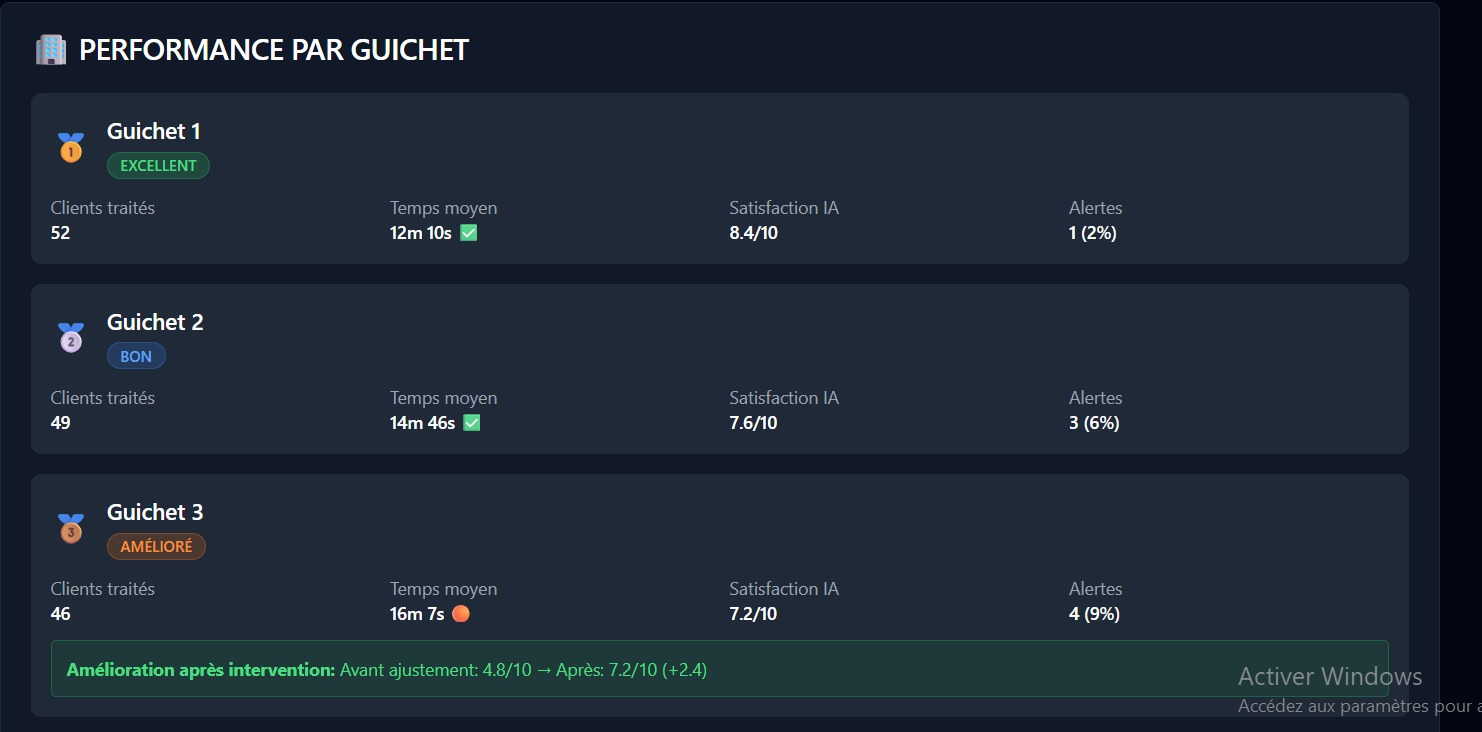 PERFORMANCE PAR GUICHET
1
Guichet 1
EXCELLENT
Clients traités Temps moyen Satisfaction IA Alertes
52 12m 10s 8.4/10 1 (2%)
2
Guichet 2
BON
Clients traités Temps moyen Satisfaction IA Alertes
49 14m 46s 7.6/10 3 (6%)
3
Guichet 3
AMÉLIORÉ
Clients traités Temps moyen Satisfaction IA Alertes
46 16m 7s 7.2/10 4 (9%)
Amélioration après intervention: Avant ajustement: 4.8/10 → Après: 7.2/10 (+2.4)
Activer Windows
Accédez aux paramètres pour a